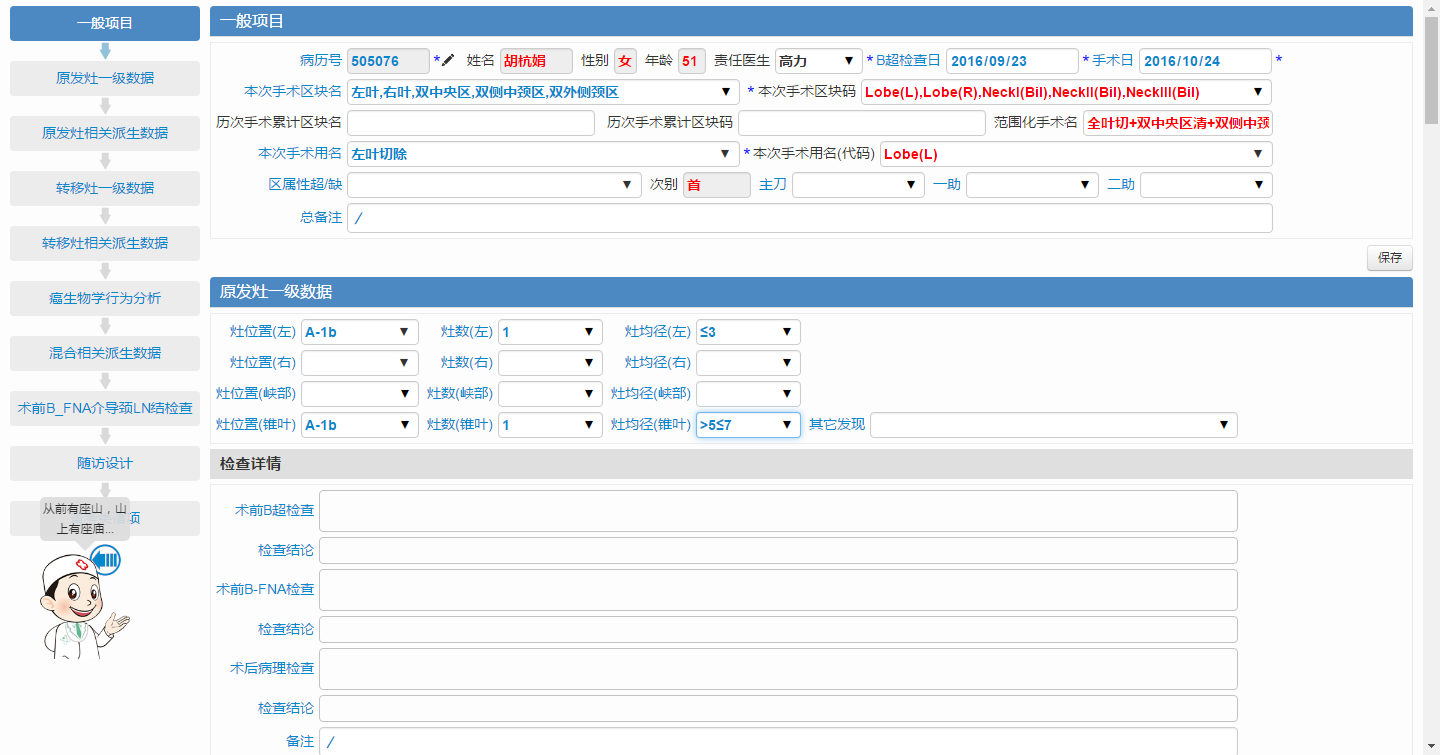 一般项目
原发灶一级数据
原发灶相关派生数据
转移灶一级数据
转移灶相关派生数据
癌生物学行为分析
混合相关派生数据
术前B_FNA介导颈LN结检查
随访设计
项
从前有座山，山
上有座庙...
一般项目
病历号 505076 * 姓名 胡杭娟 性别 女 年龄 51 责任医生 高力 * B超检查日 2016/09/23 * 手术日 2016/10/24 *
本次手术区块名 左叶,右叶,双中央区,双侧中颈区,双外侧颈区 * 本次手术区块码 Lobe(L),Lobe(R),NeckI(Bil),NeckII(Bil),NeckIII(Bil)
历次手术累计区块名 历次手术累计区块码 范围化手术名 全叶切+双中央区清+双侧中颈
本次手术用名 左叶切除 * 本次手术用名(代码) Lobe(L)
区属性超/缺 次别 首 主刀 一助 二助
总备注 /
保存
原发灶一级数据
灶位置(左) A-1b 灶数(左) 1 灶均径(左) ≤3
灶位置(右) 灶数(右) 灶均径(右)
灶位置(峡部) 灶数(峡部) 灶均径(峡部)
灶位置(锥叶) A-1b 灶数(锥叶) 1 灶均径(锥叶) >5≤7 其它发现
检查详情
术前B超检查
检查结论
术前B-FNA检查
检查结论
术后病理检查
检查结论
备注 /